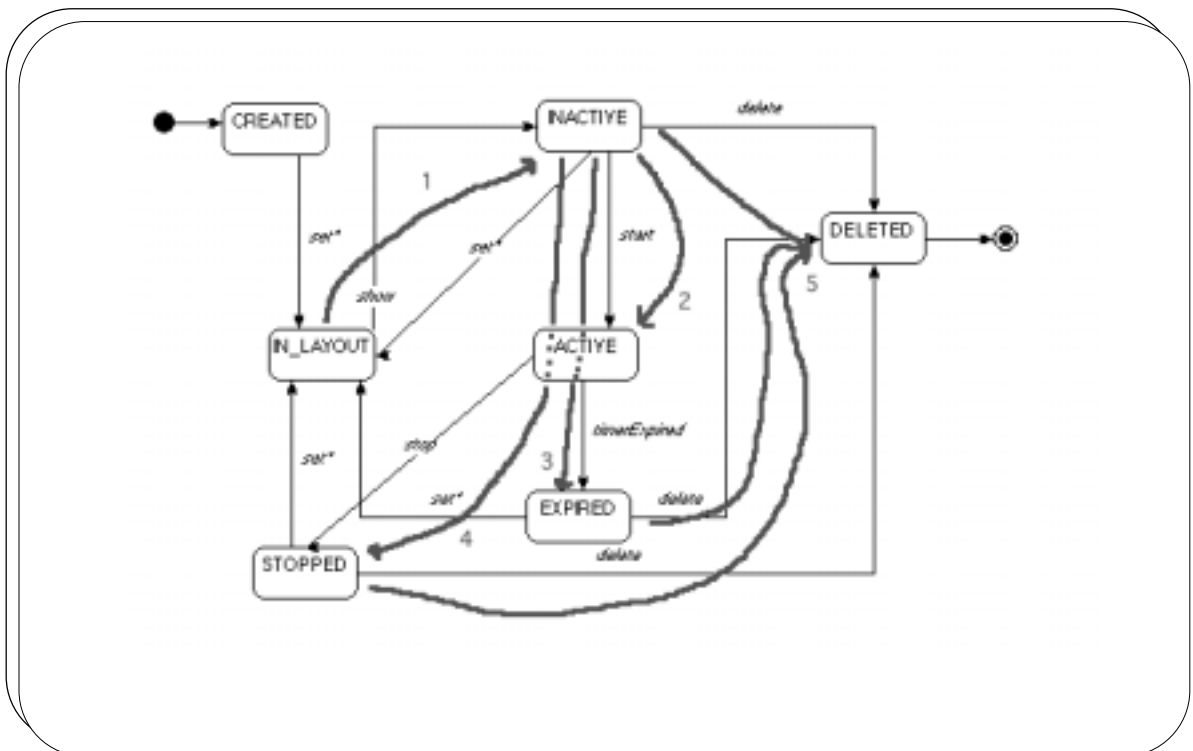 CREATED
INACTIVE
delete
1
set*
set*
start
DELETED
show
2
5
IN_LAYOUT
ACTIVE
stop
timerExpired
set*
3
set*
EXPIRED
delete
4
delete
STOPPED